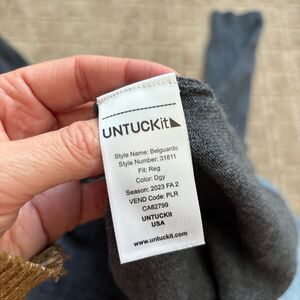 UNTUCKit
Style Name: Belguardo
Style Number: 31811
Fit: Reg
Color: Dgy
Season: 2023 FA 2
VEND Code: PLR
CA62799
UNTUCKit
USA
www.untuckit.com